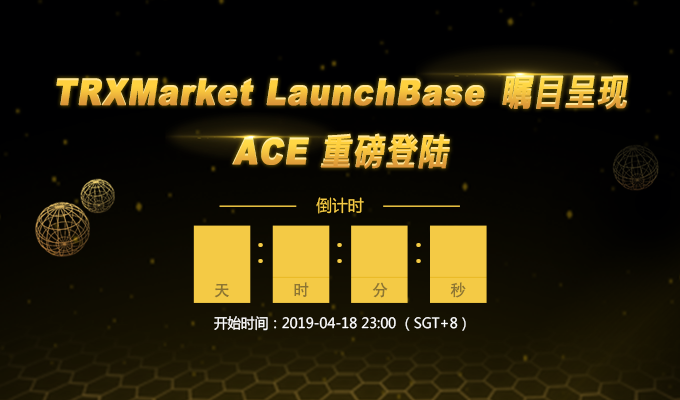 TRXMarket LaunchBase 瞩目呈现
ACE 重磅登陆
倒计时
天 : 时 : 分 : 秒
开始时间：2019-04-18 23:00 （SGT+8）